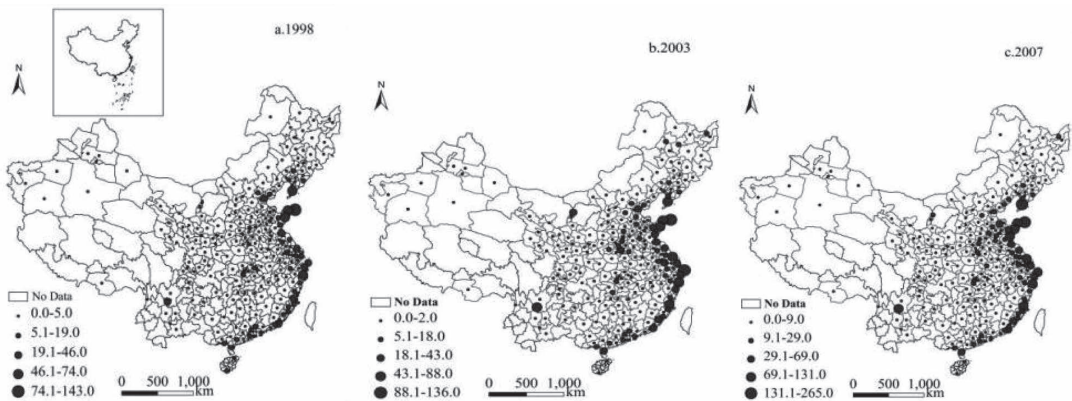 a.1998
N
No Data
0.0-5.0
5.1-19.0
19.1-46.0
46.1-74.0
74.1-143.0
0 500 1,000
km
b.2003
N
No Data
0.0-2.0
5.1-18.0
18.1-43.0
43.1-88.0
88.1-136.0
0 500 1,000
km
c.2007
N
No Data
0.0-9.0
9.1-29.0
29.1-69.0
69.1-131.0
131.1-265.0
0 500 1,000
km